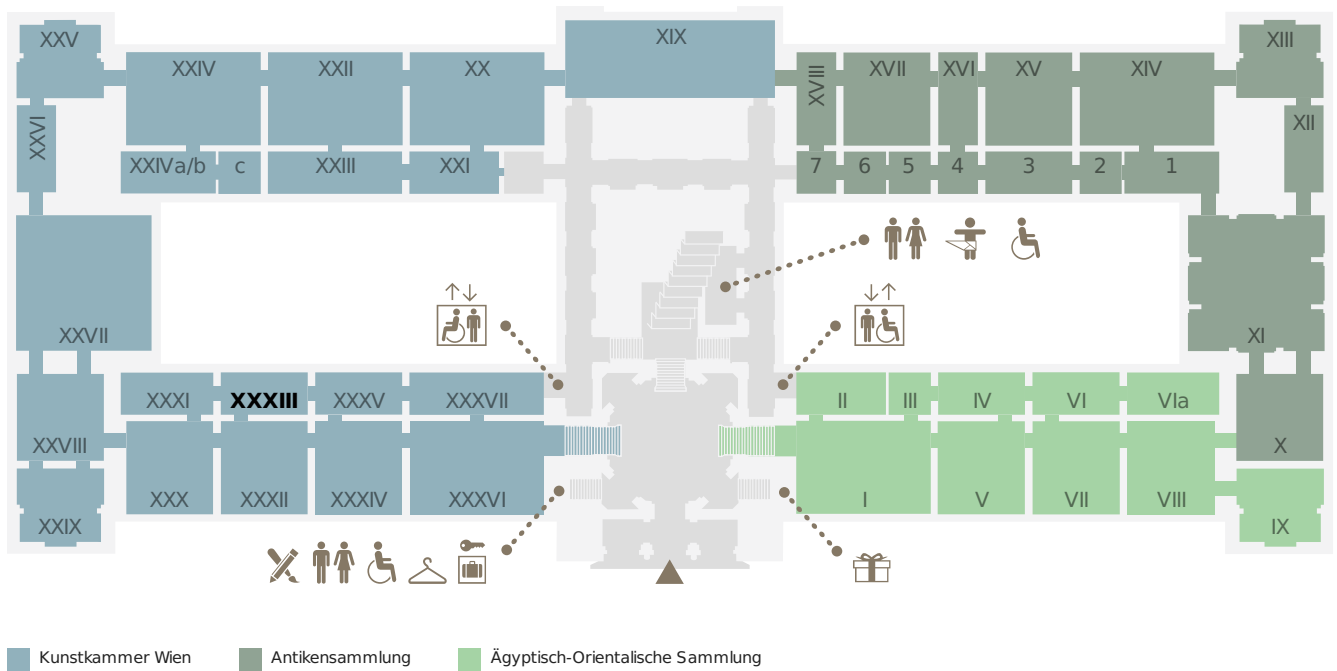 XXV
XIX
XIII
XXIV
XXII
XX
XVIII
XVII
XVI
XV
XIV
XXVI
XII
XXIVa/b
c
XXIII
XXI
7
6
5
4
3
2
1
XXVII
XI
XXXI
XXXIII
XXXV
XXXVII
II
III
IV
VI
VIa
XXVIII
X
XXX
XXXII
XXXIV
XXXVI
I
V
VII
VIII
XXIX
IX
Kunstkammer Wien
Antikensammlung
Ägyptisch-Orientalische Sammlung